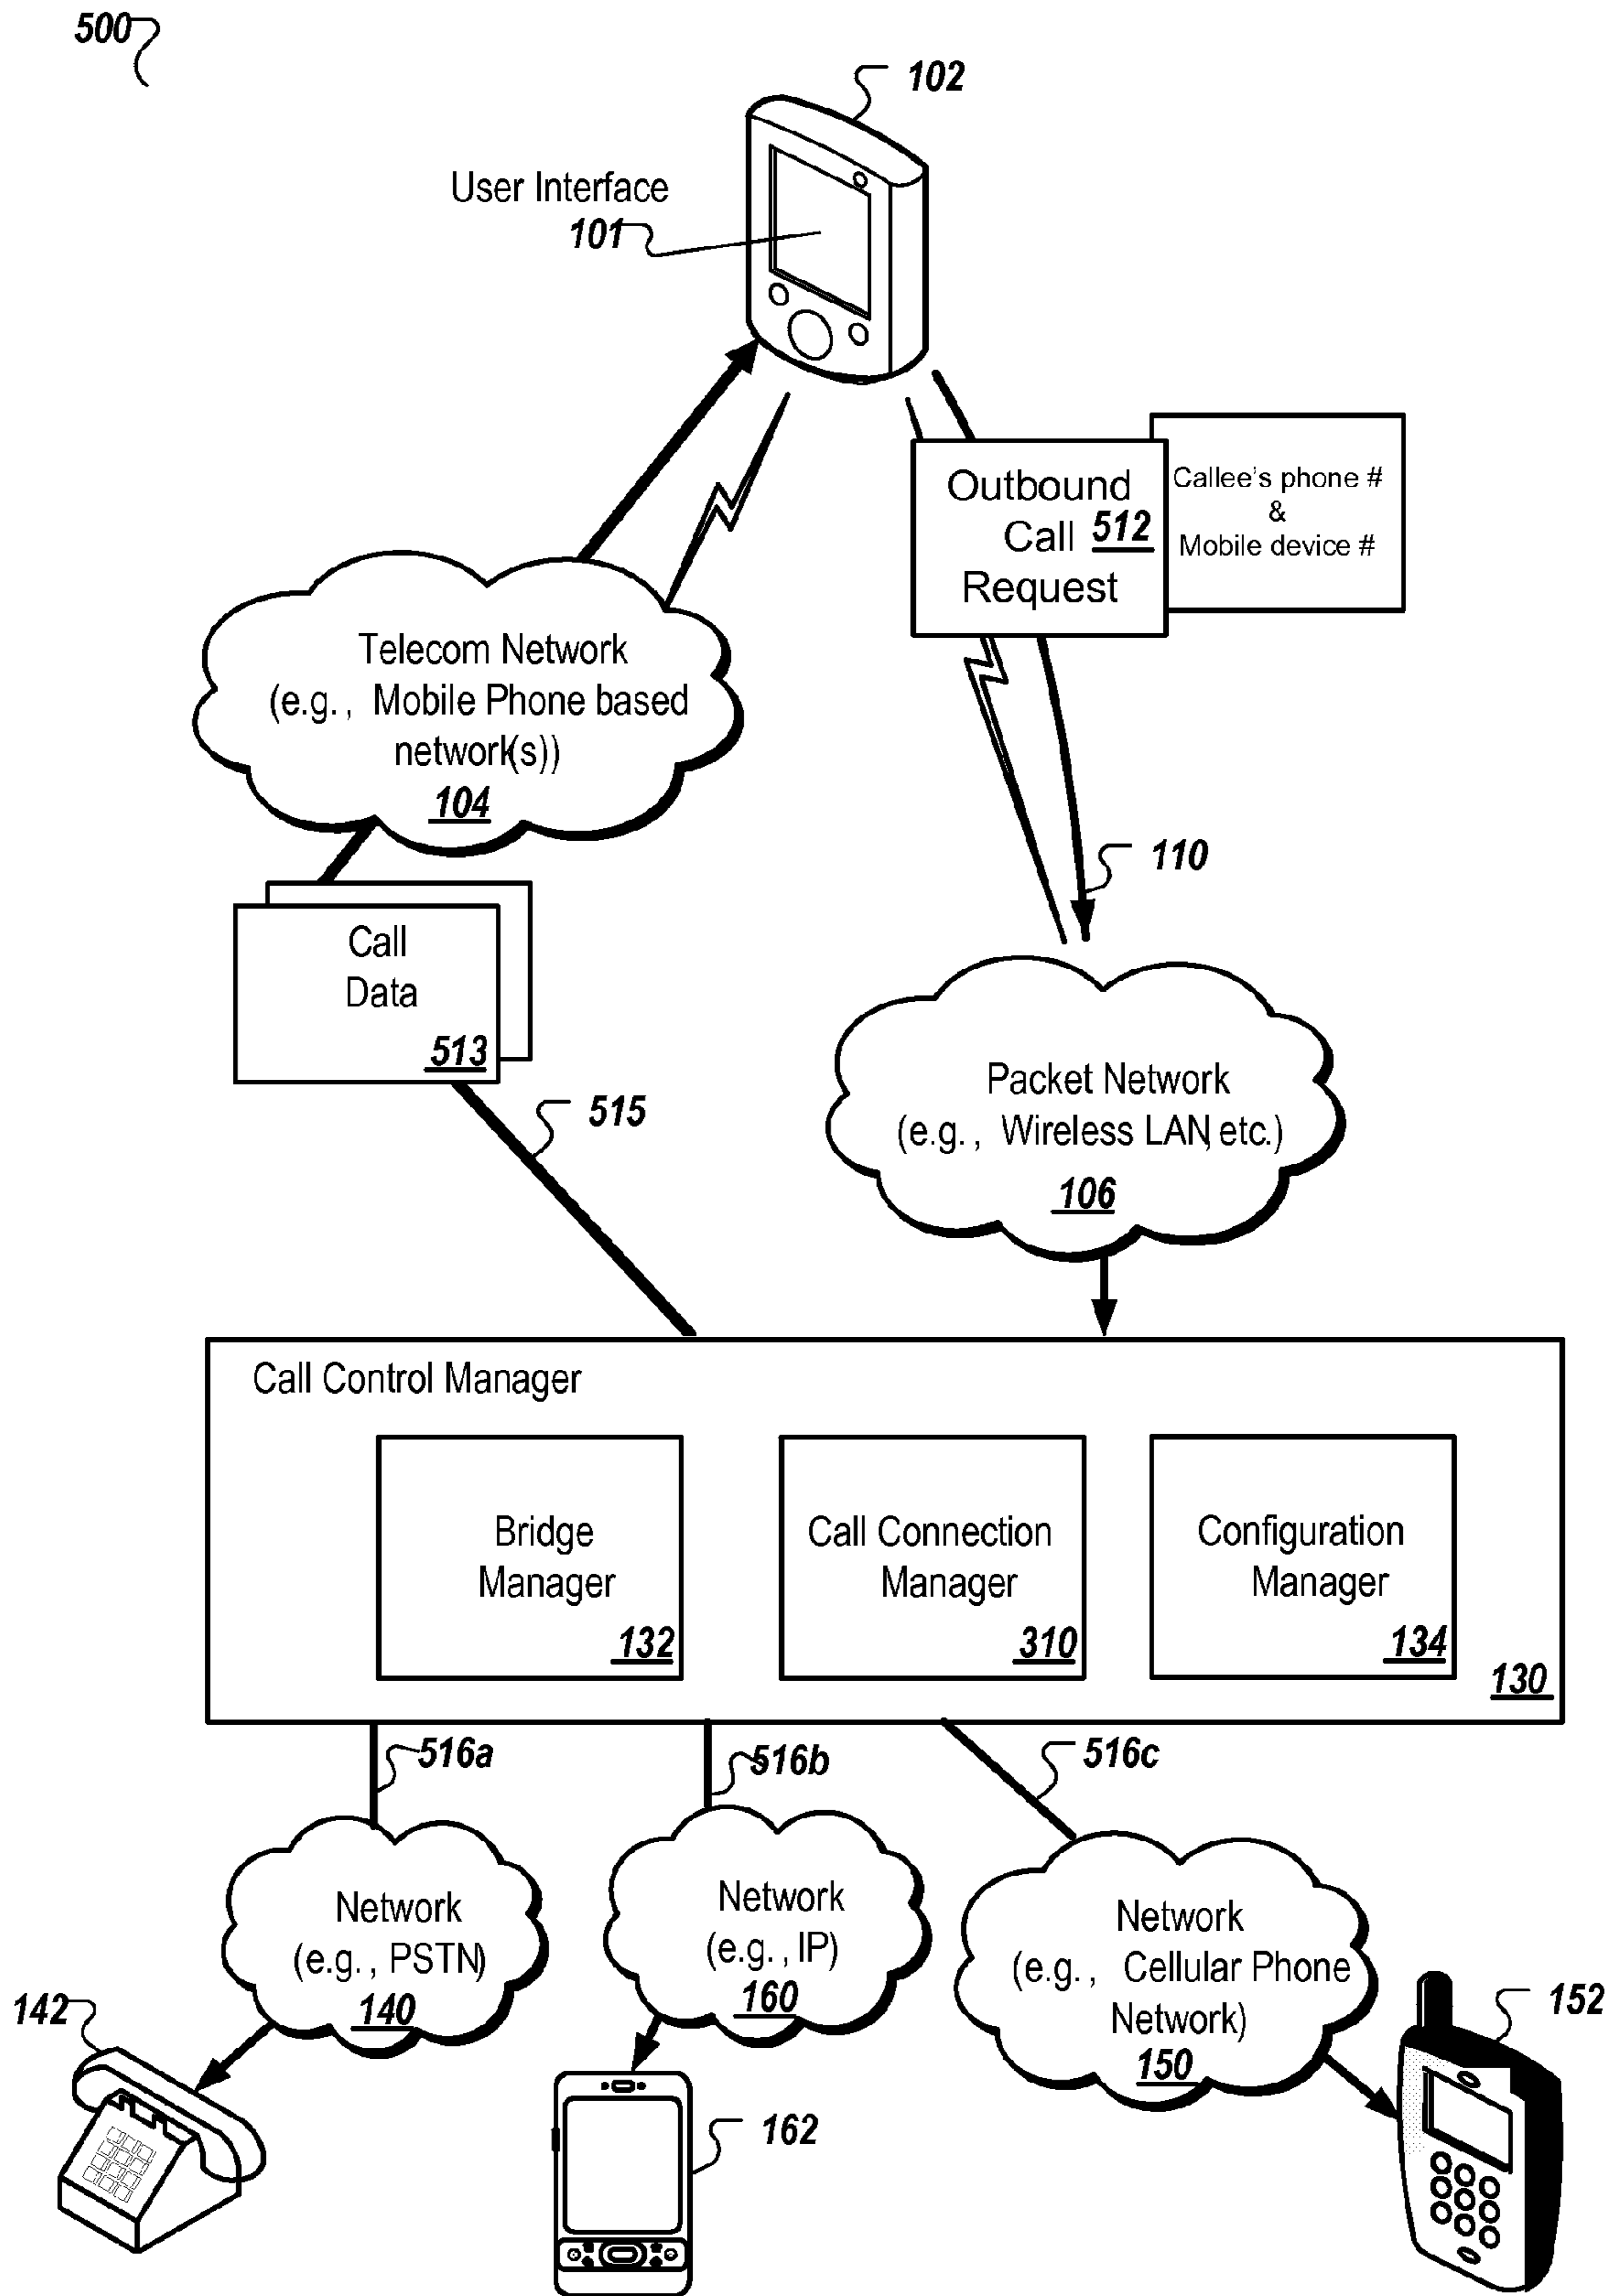 500
102
User Interface
101
Outbound
Call 512
Request
Callee's phone #
&
Mobile device #
Telecom Network
(e.g., Mobile Phone based
network(s))
104
110
Call
Data
513
515
Packet Network
(e.g., Wireless LAN, etc.)
106
Call Control Manager
Bridge
Manager
132
Call Connection
Manager
310
Configuration
Manager
134
130
516a
516b
516c
Network
(e.g., PSTN)
140
Network
(e.g., IP)
160
Network
(e.g., Cellular Phone
Network)
150
142
162
152